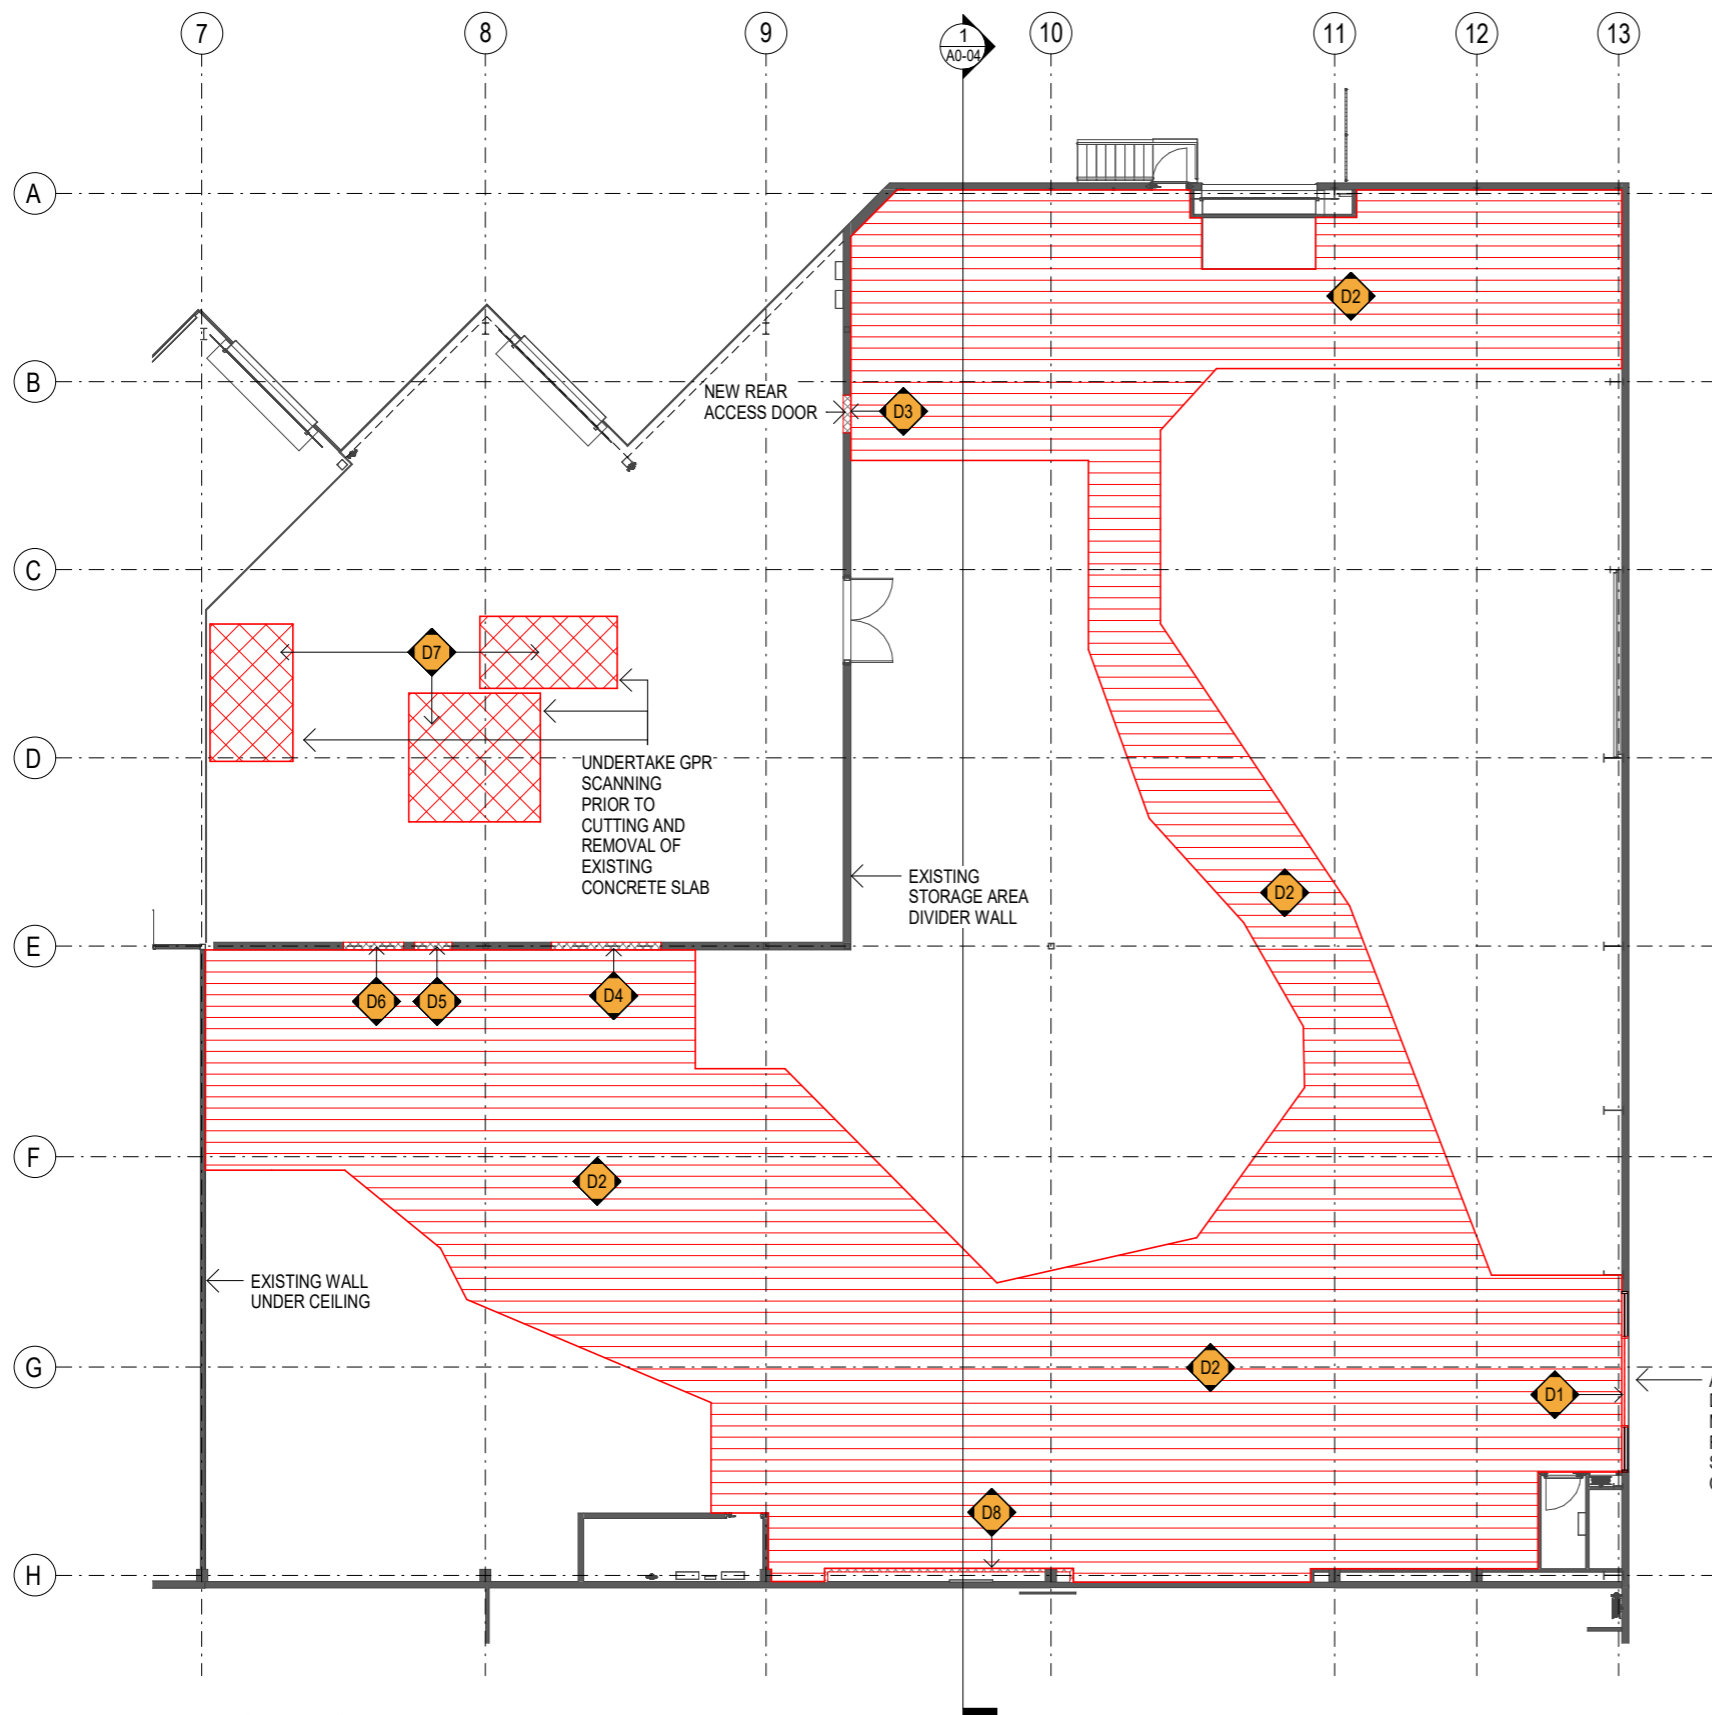 7
8
9
1
A0-04
10
11
12
13
A
B
C
D
E
F
G
H
D2
NEW REAR
ACCESS DOOR
D3
D7
UNDERTAKE GPR
SCANNING
PRIOR TO
CUTTING AND
REMOVAL OF
EXISTING
CONCRETE SLAB
EXISTING
STORAGE AREA
DIVIDER WALL
D2
D6
D5
D4
D2
EXISTING WALL
UNDER CEILING
D2
D1
D8